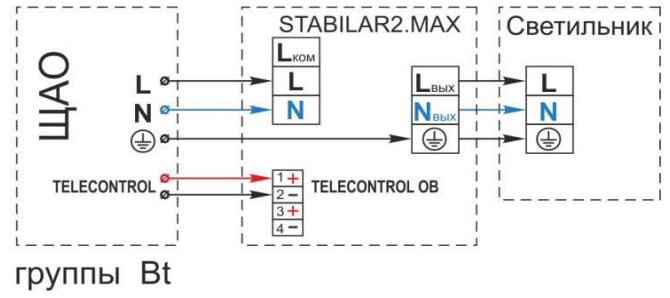 STABILAR2.MAX
Светильник
ЩАО
Lком
L
L
Lвых
L
N
N
Nвых
N
TELECONTROL
1+
TELECONTROL OB
2−
3+
4−
группы Bt